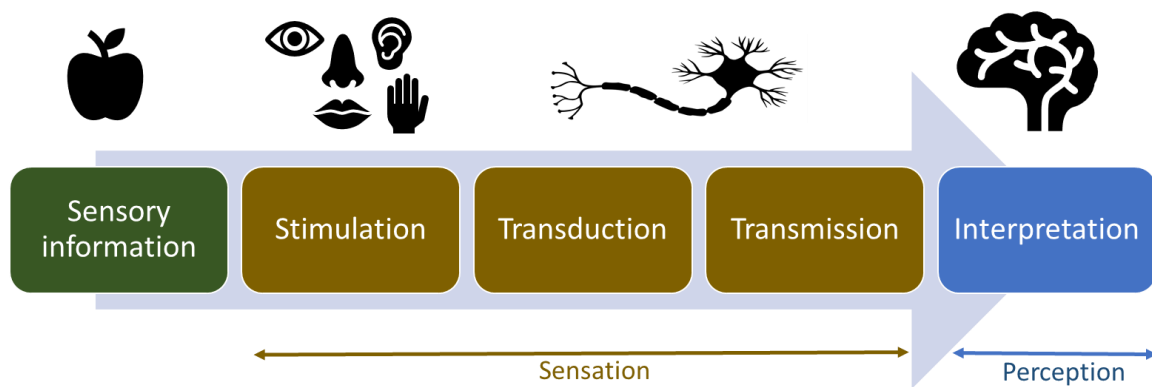 Sensory
information
Stimulation
Transduction
Transmission
Interpretation
Sensation
Perception